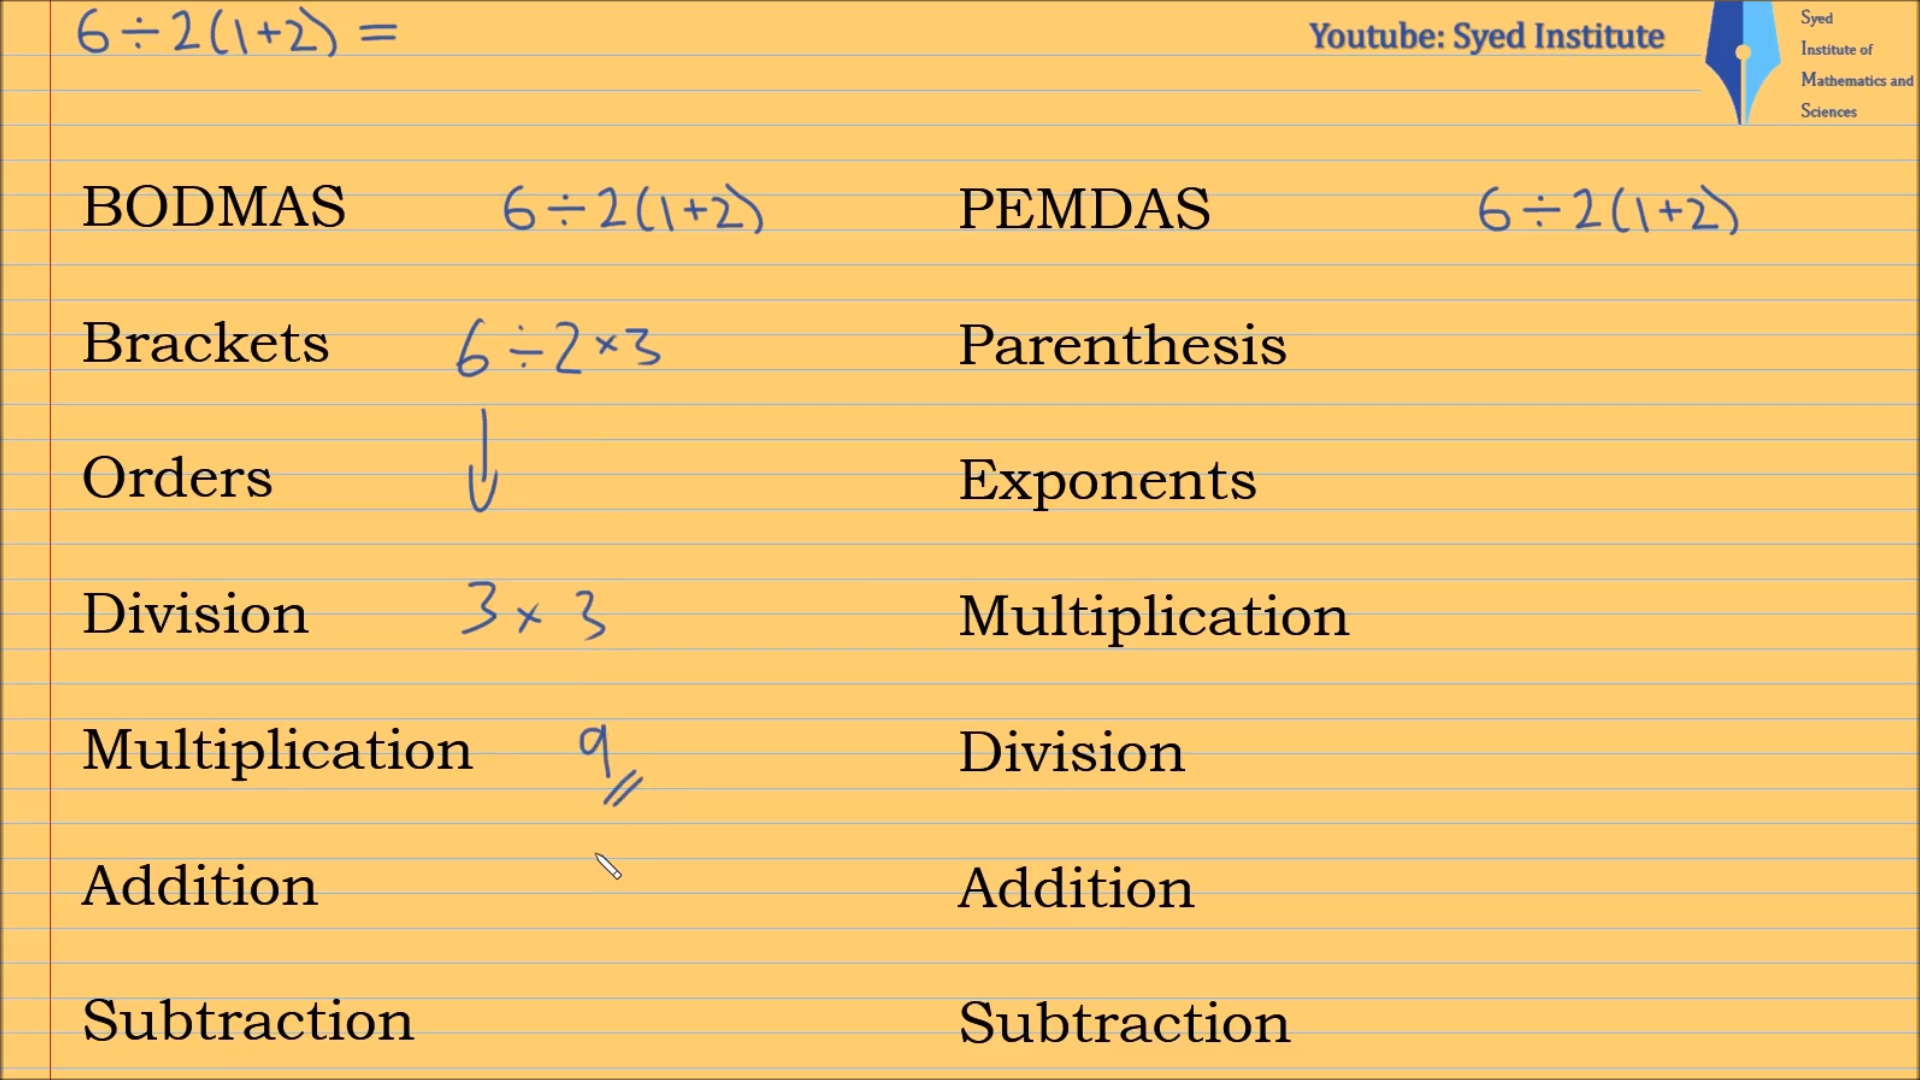 6÷2(1+2) =
Youtube: Syed Institute
Syed
Institute of
Mathematics and
Sciences
BODMAS 6÷2(1+2)
Brackets 6÷2×3
Orders
Division 3×3
Multiplication 9
Addition
Subtraction
PEMDAS 6÷2(1+2)
Parenthesis
Exponents
Multiplication
Division
Addition
Subtraction